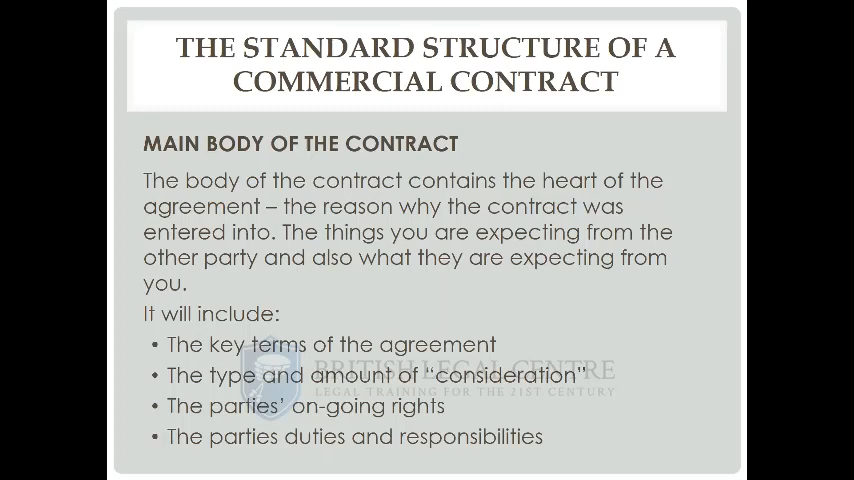 THE STANDARD STRUCTURE OF A
COMMERCIAL CONTRACT
MAIN BODY OF THE CONTRACT
The body of the contract contains the heart of the
agreement – the reason why the contract was
entered into. The things you are expecting from the
other party and also what they are expecting from
you.
It will include:
• The key terms of the agreement
BRITISH LEGAL CENTRE
• The type and amount of “consideration”
LEGAL TRAINING FOR THE 21ST CENTURY
• The parties’ on-going rights
• The parties duties and responsibilities